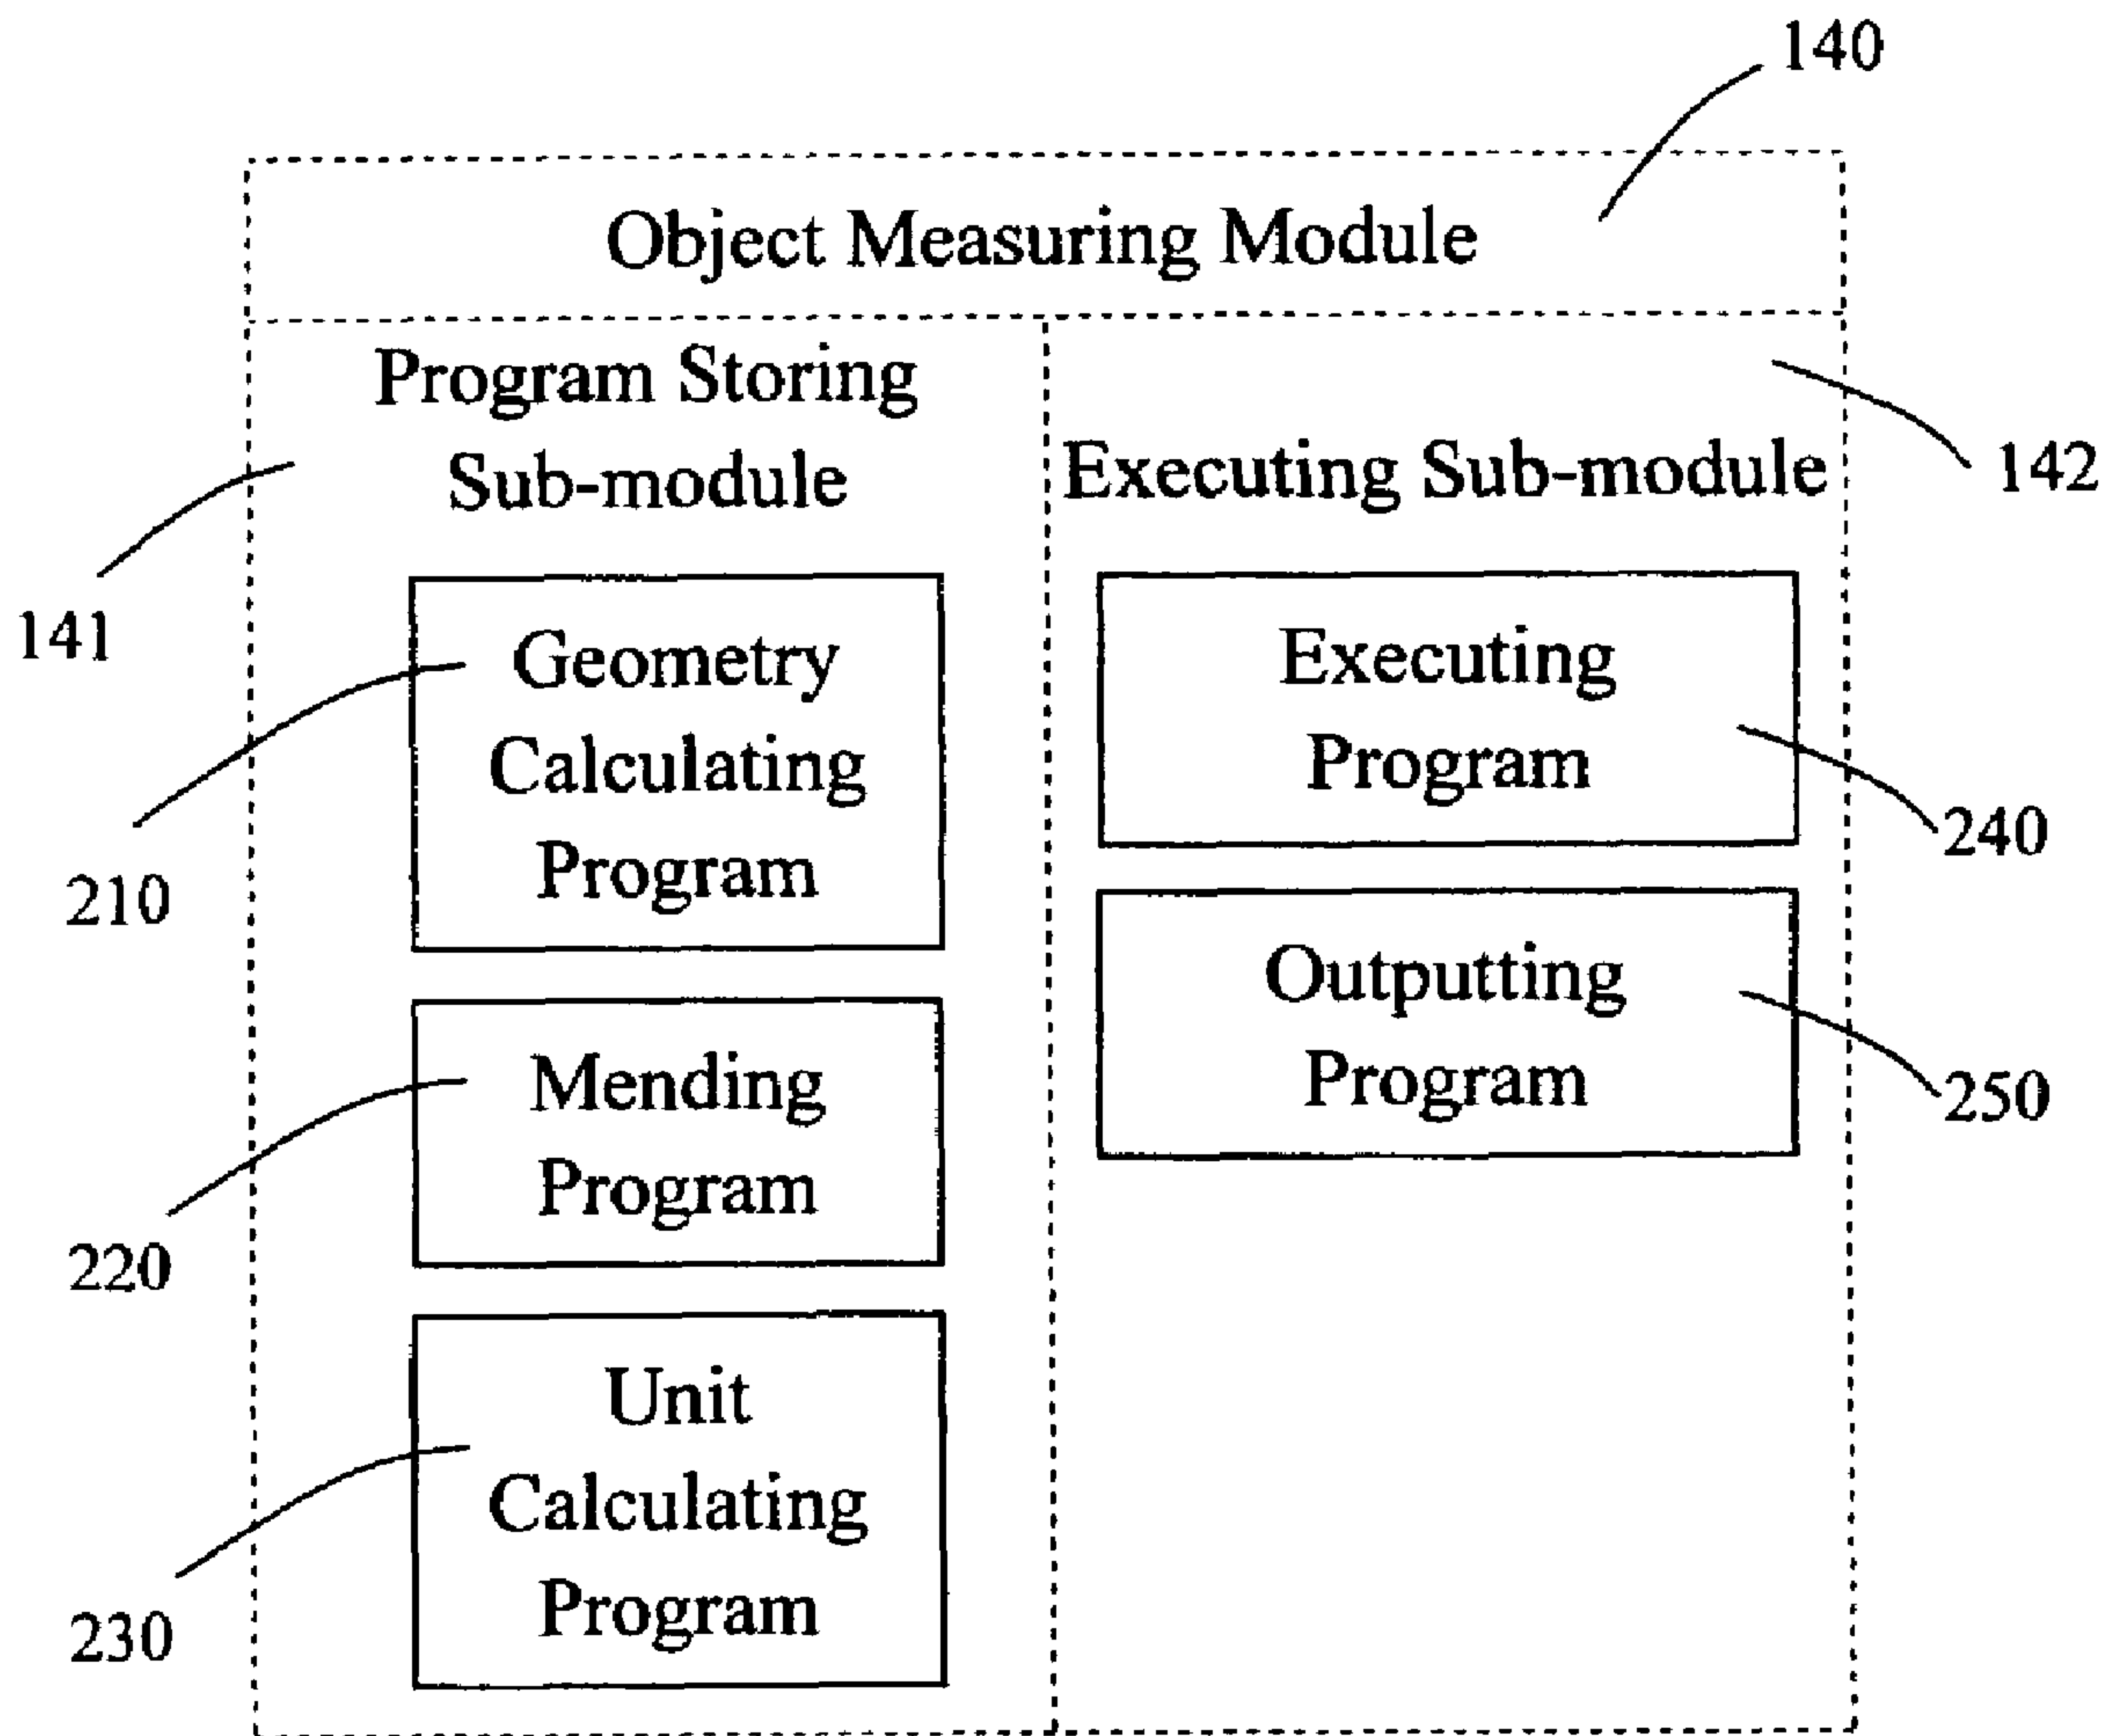 140
Object Measuring Module
Program Storing
Sub-module
141
Geometry
Calculating
Program
210
Mending
Program
220
Unit
Calculating
Program
230
142
Executing Sub-module
Executing
Program
240
Outputting
Program
250